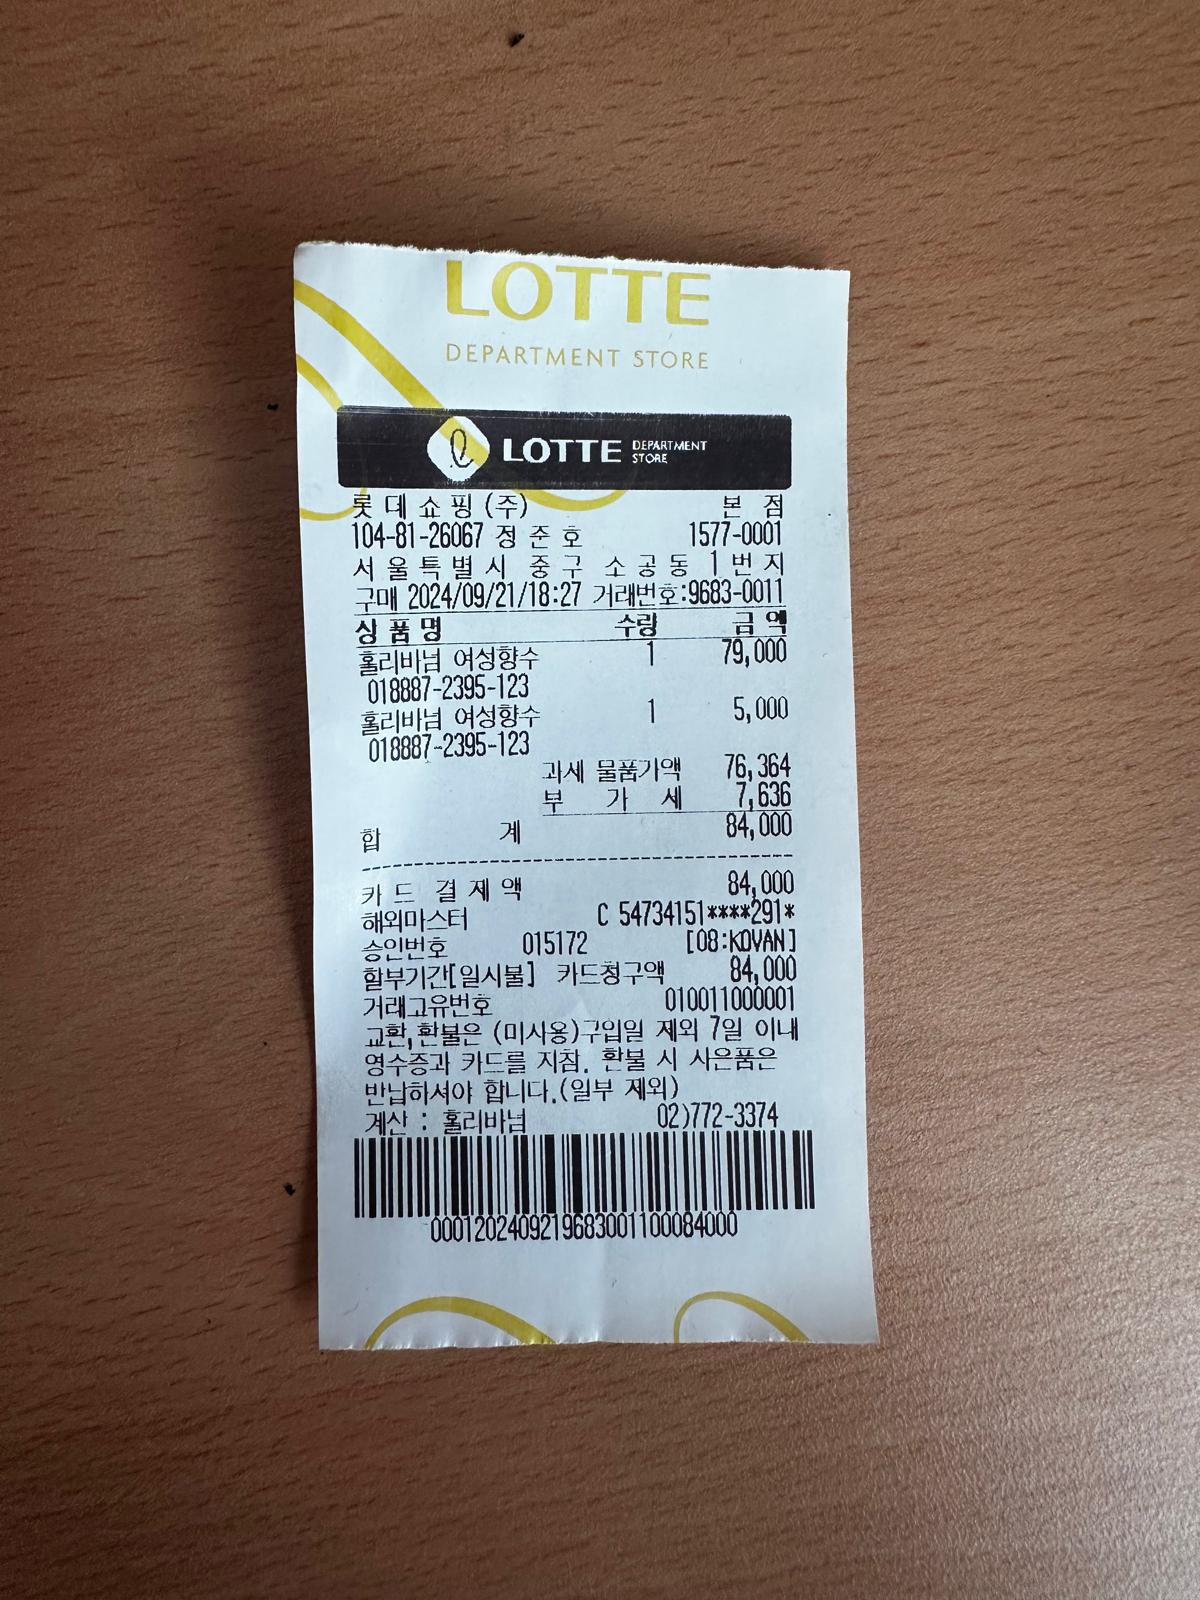 LOTTE
DEPARTMENT STORE
LOTTE DEPARTMENT STORE
롯데쇼핑(주) 본 점
104-81-26067 정준호 1577-0001
서울특별시 중구 소공동 1번지
구매 2024/09/21/18:27 거래번호:9683-0011
상품명 수량 금액
홀리바넘 여성향수 1 79,000
018887-2395-123
홀리바넘 여성향수 1 5,000
018887-2395-123
과세 물품가액 76,364
부 가 세 7,636
합 계 84,000
카드 결제액 84,000
해외마스터 C 54734151****291*
승인번호 015172 [08:KOVAN]
할부기간[일시불] 카드청구액 84,000
거래고유번호 010011000001
교환,환불은 (미사용)구입일 제외 7일 이내
영수증과 카드를 지참. 환불 시 사은품은
반납하셔야 합니다.(일부 제외)
계산 : 홀리바넘 02)772-3374
0001202409219683001100084000